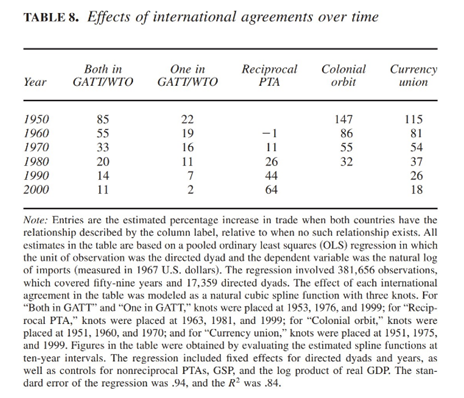 TABLE 8. Effects of international agreements over time
Year Both in GATT/WTO One in GATT/WTO Reciprocal PTA Colonial orbit Currency union
1950 85 22 147 115
1960 55 19 −1 86 81
1970 33 16 11 55 54
1980 20 11 26 32 37
1990 14 7 44 26
2000 11 2 64 18
Note: Entries are the estimated percentage increase in trade when both countries have the
relationship described by the column label, relative to when no such relationship exists. All
estimates in the table are based on a pooled ordinary least squares (OLS) regression in which
the unit of observation was the directed dyad and the dependent variable was the natural log
of imports (measured in 1967 U.S. dollars). The regression involved 381,656 observations,
which covered fifty-nine years and 17,359 directed dyads. The effect of each international
agreement in the table was modeled as a natural cubic spline function with three knots. For
"Both in GATT" and "One in GATT," knots were placed at 1953, 1976, and 1999; for "Recip-
rocal PTA," knots were placed at 1963, 1981, and 1999; for "Colonial orbit," knots were
placed at 1951, 1960, and 1970; and for "Currency union," knots were placed at 1951, 1975,
and 1999. Figures in the table were obtained by evaluating the estimated spline functions at
ten-year intervals. The regression included fixed effects for directed dyads and years, as
well as controls for nonreciprocal PTAs, GSP, and the log product of real GDP. The stan-
dard error of the regression was .94, and the R² was .84.